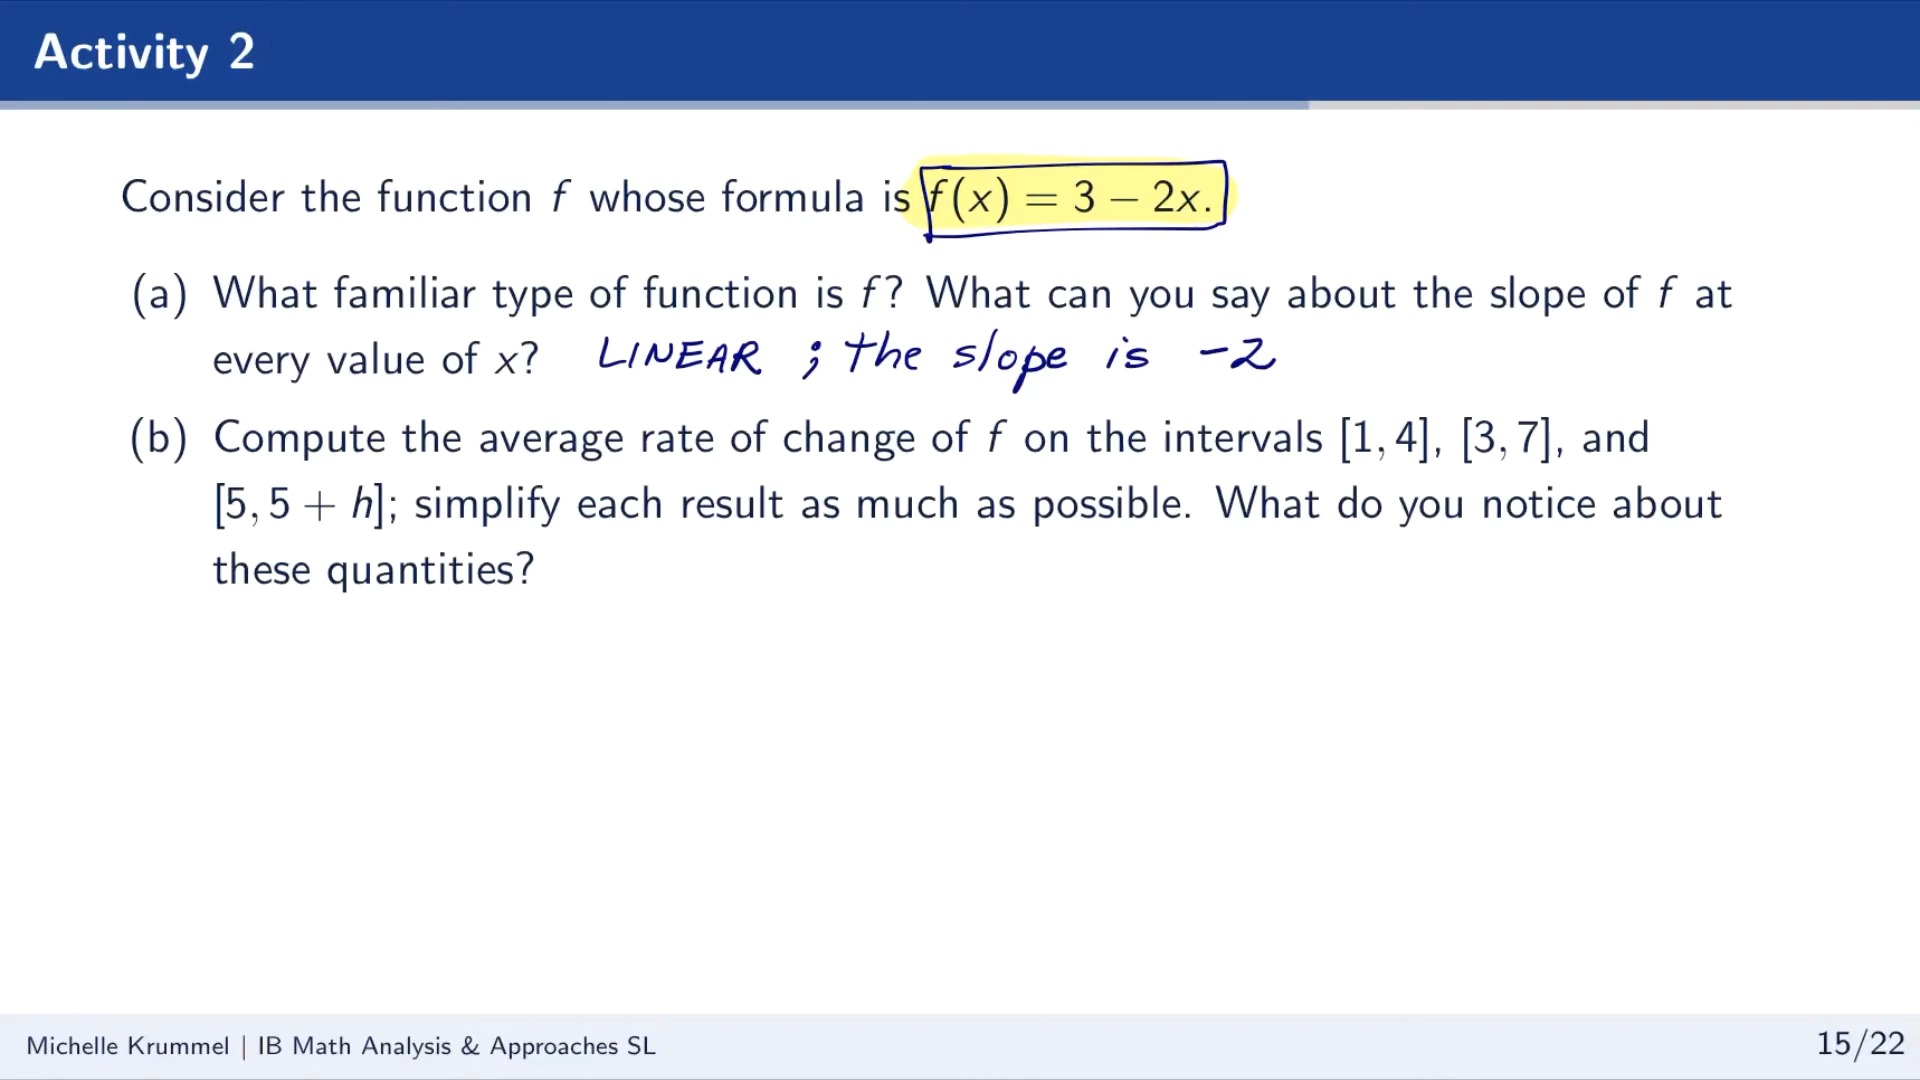 Activity 2
Consider the function f whose formula is f(x) = 3 − 2x.
(a) What familiar type of function is f? What can you say about the slope of f at
every value of x? LINEAR ; the slope is -2
(b) Compute the average rate of change of f on the intervals [1, 4], [3, 7], and
[5, 5 + h]; simplify each result as much as possible. What do you notice about
these quantities?
Michelle Krummel | IB Math Analysis & Approaches SL 15/22